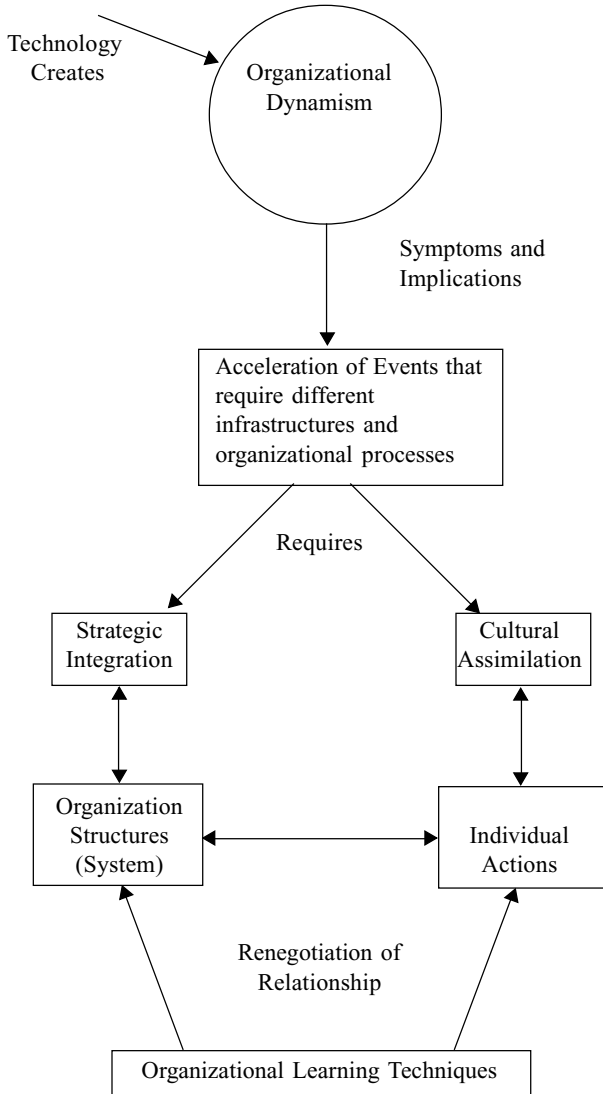 Technology
Creates
Organizational
Dynamism
Symptoms and
Implications
Acceleration of Events that
require different
infrastructures and
organizational processes
Requires
Strategic
Integration
Cultural
Assimilation
Organization
Structures
(System)
Individual
Actions
Renegotiation of
Relationship
Organizational Learning Techniques